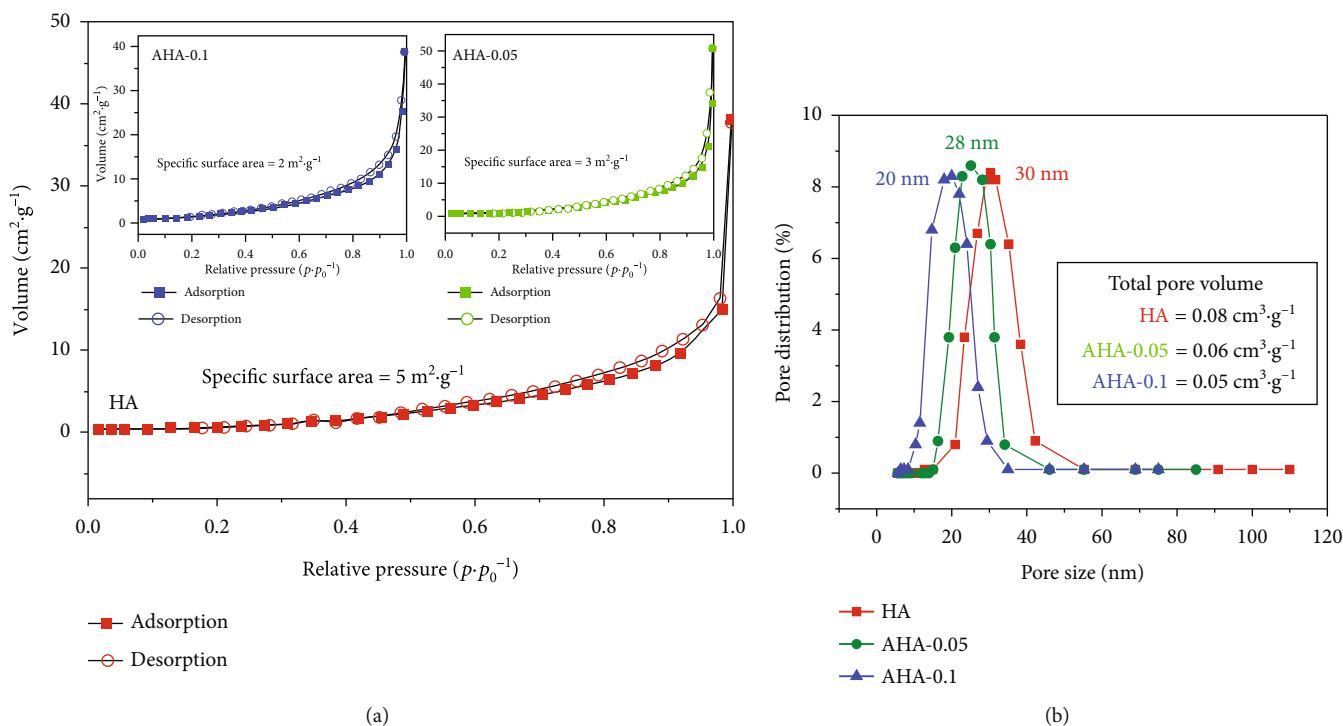 50
40
30
20
10
0
Volume (cm²·g⁻¹)
0.0 0.2 0.4 0.6 0.8 1.0
Relative pressure (p·p₀⁻¹)
HA
Specific surface area = 5 m²·g⁻¹
AHA-0.1
40
30
20
10
0
Volume (cm²·g⁻¹)
Specific surface area = 2 m²·g⁻¹
0.0 0.2 0.4 0.6 0.8 1.0
Relative pressure (p·p₀⁻¹)
Adsorption
Desorption
AHA-0.05
50
40
30
20
10
0
Specific surface area = 3 m²·g⁻¹
0.0 0.2 0.4 0.6 0.8 1.0
Relative pressure (p·p₀⁻¹)
Adsorption
Desorption
Adsorption
Desorption
(a)
10
8
6
4
2
0
Pore distribution (%)
20 nm
28 nm
30 nm
Total pore volume
HA = 0.08 cm³·g⁻¹
AHA-0.05 = 0.06 cm³·g⁻¹
AHA-0.1 = 0.05 cm³·g⁻¹
0 20 40 60 80 100 120
Pore size (nm)
HA
AHA-0.05
AHA-0.1
(b)